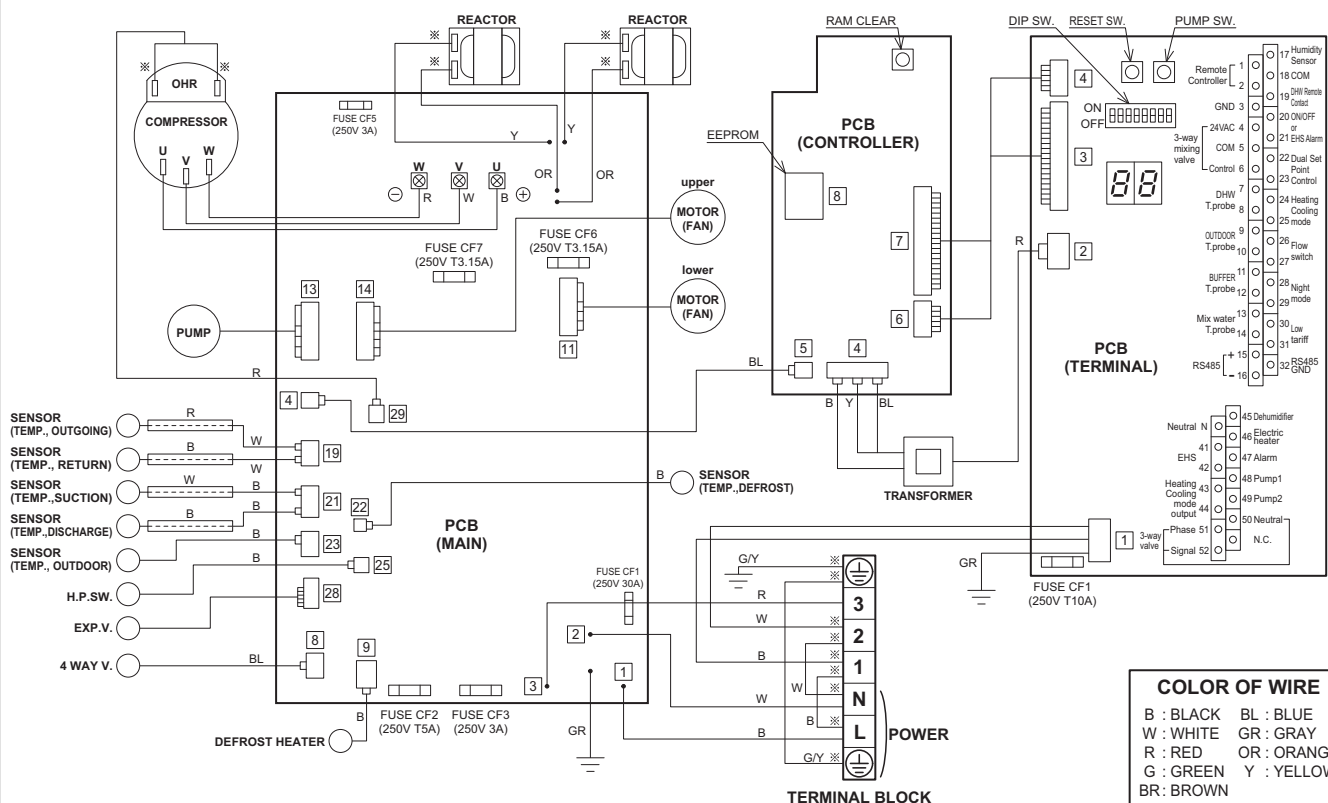 REACTOR
REACTOR
※
※
※
※
※
※
OHR
COMPRESSOR
U
V
W
FUSE CF5
(250V 3A)
Y
Y
OR
OR
W
V
U
⊖
R
W
B
⊕
FUSE CF7
(250V T3.15A)
FUSE CF6
(250V T3.15A)
upper
MOTOR
(FAN)
lower
MOTOR
(FAN)
13
14
11
PUMP
R
4
29
BL
SENSOR
(TEMP., OUTGOING)
R
W
SENSOR
(TEMP., RETURN)
B
W
19
SENSOR
(TEMP.,SUCTION)
W
B
21
SENSOR
(TEMP.,DISCHARGE)
B
B
22
SENSOR
(TEMP., OUTDOOR)
B
23
H.P.SW.
B
25
EXP.V.
28
4 WAY V.
BL
8
9
B
DEFROST HEATER
PCB
(MAIN)
B
SENSOR
(TEMP.,DEFROST)
FUSE CF1
(250V 30A)
2
1
3
FUSE CF2
(250V T5A)
FUSE CF3
(250V 3A)
GR
RAM CLEAR
PCB
(CONTROLLER)
EEPROM
8
7
6
5
4
B
Y
BL
TRANSFORMER
R
G/Y
※
※
R
3
W
※
2
※
B
※
1
※
W
※
N
W
B
※
L
B
G/Y
※
POWER
TERMINAL BLOCK
DIP SW.
RESET SW.
PUMP SW.
4
ON
OFF
3
88
2
PCB
(TERMINAL)
Remote
Controller
1
2
GND 3
24VAC 4
3-way
mixing
valve
COM 5
Control 6
DHW
T.probe
7
8
OUTDOOR
T.probe
9
10
BUFFER
T.probe
11
12
Mix water
T.probe
13
14
RS485
+ 15
- 16
17 Humidity
Sensor
18 COM
19 DHW Remote
Contact
20 ON/OFF
or
21 EHS Alarm
22 Dual Set
Point
23 Control
24 Heating
Cooling
25 mode
26 Flow
switch
27
28 Night
mode
29
30 Low
tariff
31
32 RS485
GND
Neutral N
41
EHS
42
Heating
Cooling
mode
output
43
44
3-way
valve
Phase 51
Signal 52
45 Dehumidifier
46 Electric
heater
47 Alarm
48 Pump1
49 Pump2
50 Neutral
N.C.
1
GR
FUSE CF1
(250V T10A)
COLOR OF WIRE
B : BLACK BL : BLUE
W : WHITE GR : GRAY
R : RED OR : ORANG
G : GREEN Y : YELLOW
BR : BROWN